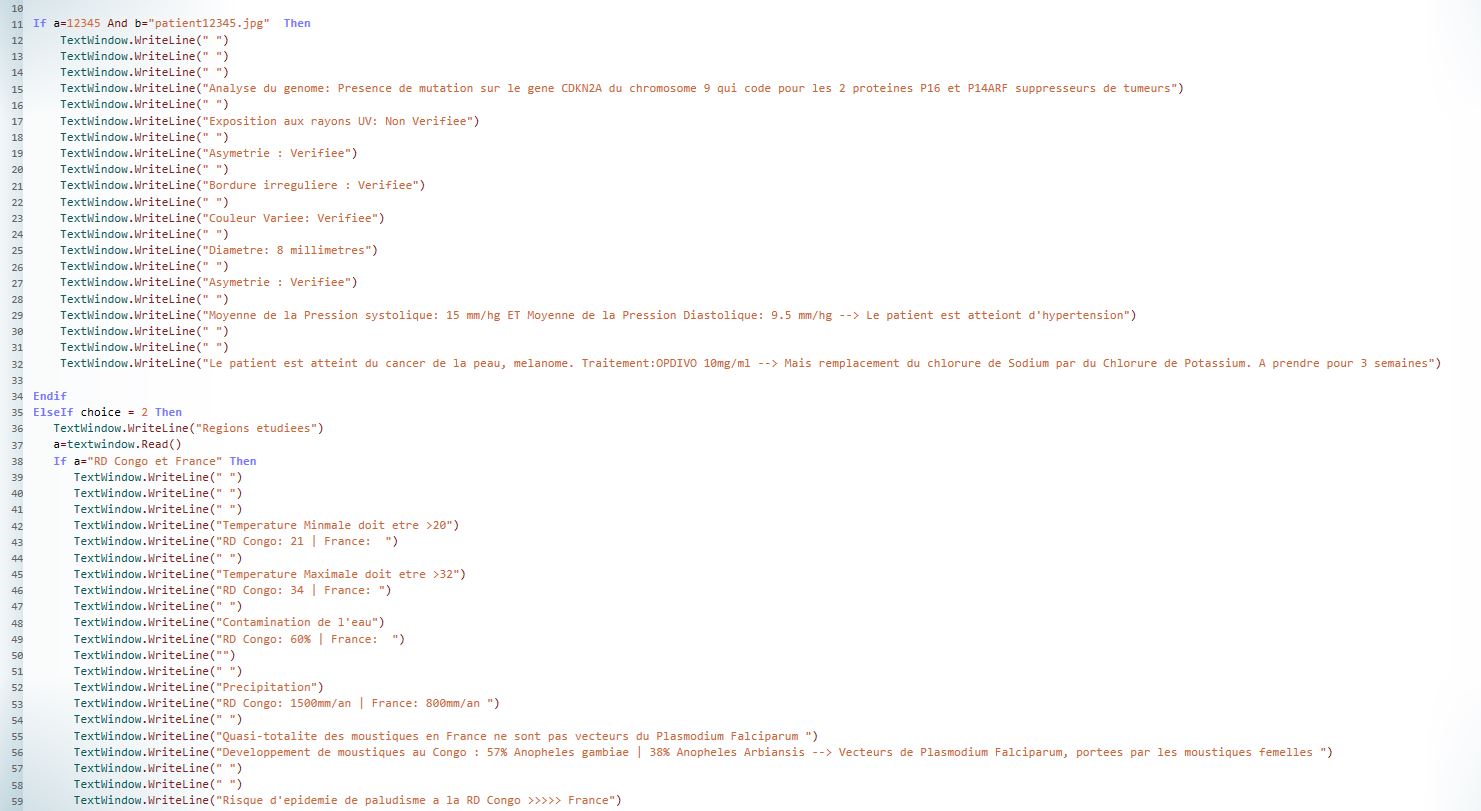 10
11 If a=12345 And b="patient12345.jpg"  Then
12 TextWindow.WriteLine(" ")
13 TextWindow.WriteLine(" ")
14 TextWindow.WriteLine(" ")
15 TextWindow.WriteLine("Analyse du genome: Presence de mutation sur le gene CDKN2A du chromosome 9 qui code pour les 2 proteines P16 et P14ARF suppresseurs de tumeurs")
16 TextWindow.WriteLine(" ")
17 TextWindow.WriteLine("Exposition aux rayons UV: Non Verifiee")
18 TextWindow.WriteLine(" ")
19 TextWindow.WriteLine("Asymetrie : Verifiee")
20 TextWindow.WriteLine(" ")
21 TextWindow.WriteLine("Bordure irreguliere : Verifiee")
22 TextWindow.WriteLine(" ")
23 TextWindow.WriteLine("Couleur Variee: Verifiee")
24 TextWindow.WriteLine(" ")
25 TextWindow.WriteLine("Diametre: 8 millimetres")
26 TextWindow.WriteLine(" ")
27 TextWindow.WriteLine("Asymetrie : Verifiee")
28 TextWindow.WriteLine(" ")
29 TextWindow.WriteLine("Moyenne de la Pression systolique: 15 mm/hg ET Moyenne de la Pression Diastolique: 9.5 mm/hg --> Le patient est atteiont d'hypertension")
30 TextWindow.WriteLine(" ")
31 TextWindow.WriteLine(" ")
32 TextWindow.WriteLine("Le patient est atteint du cancer de la peau, melanome. Traitement:OPDIVO 10mg/ml --> Mais remplacement du chlorure de Sodium par du Chlorure de Potassium. A prendre pour 3 semaines")
33
34 Endif
35 ElseIf choice = 2 Then
36 TextWindow.WriteLine("Regions etudiees")
37 a=textwindow.Read()
38 If a="RD Congo et France" Then
39 TextWindow.WriteLine(" ")
40 TextWindow.WriteLine(" ")
41 TextWindow.WriteLine(" ")
42 TextWindow.WriteLine("Temperature Minmale doit etre >20")
43 TextWindow.WriteLine("RD Congo: 21 | France:  ")
44 TextWindow.WriteLine(" ")
45 TextWindow.WriteLine("Temperature Maximale doit etre >32")
46 TextWindow.WriteLine("RD Congo: 34 | France: ")
47 TextWindow.WriteLine(" ")
48 TextWindow.WriteLine("Contamination de l'eau")
49 TextWindow.WriteLine("RD Congo: 60% | France:  ")
50 TextWindow.WriteLine("")
51 TextWindow.WriteLine(" ")
52 TextWindow.WriteLine("Precipitation")
53 TextWindow.WriteLine("RD Congo: 1500mm/an | France: 800mm/an ")
54 TextWindow.WriteLine(" ")
55 TextWindow.WriteLine("Quasi-totalite des moustiques en France ne sont pas vecteurs du Plasmodium Falciparum ")
56 TextWindow.WriteLine("Developpement de moustiques au Congo : 57% Anopheles gambiae | 38% Anopheles Arbiansis --> Vecteurs de Plasmodium Falciparum, portees par les moustiques femelles ")
57 TextWindow.WriteLine(" ")
58 TextWindow.WriteLine(" ")
59 TextWindow.WriteLine("Risque d'epidemie de paludisme a la RD Congo >>>>> France")